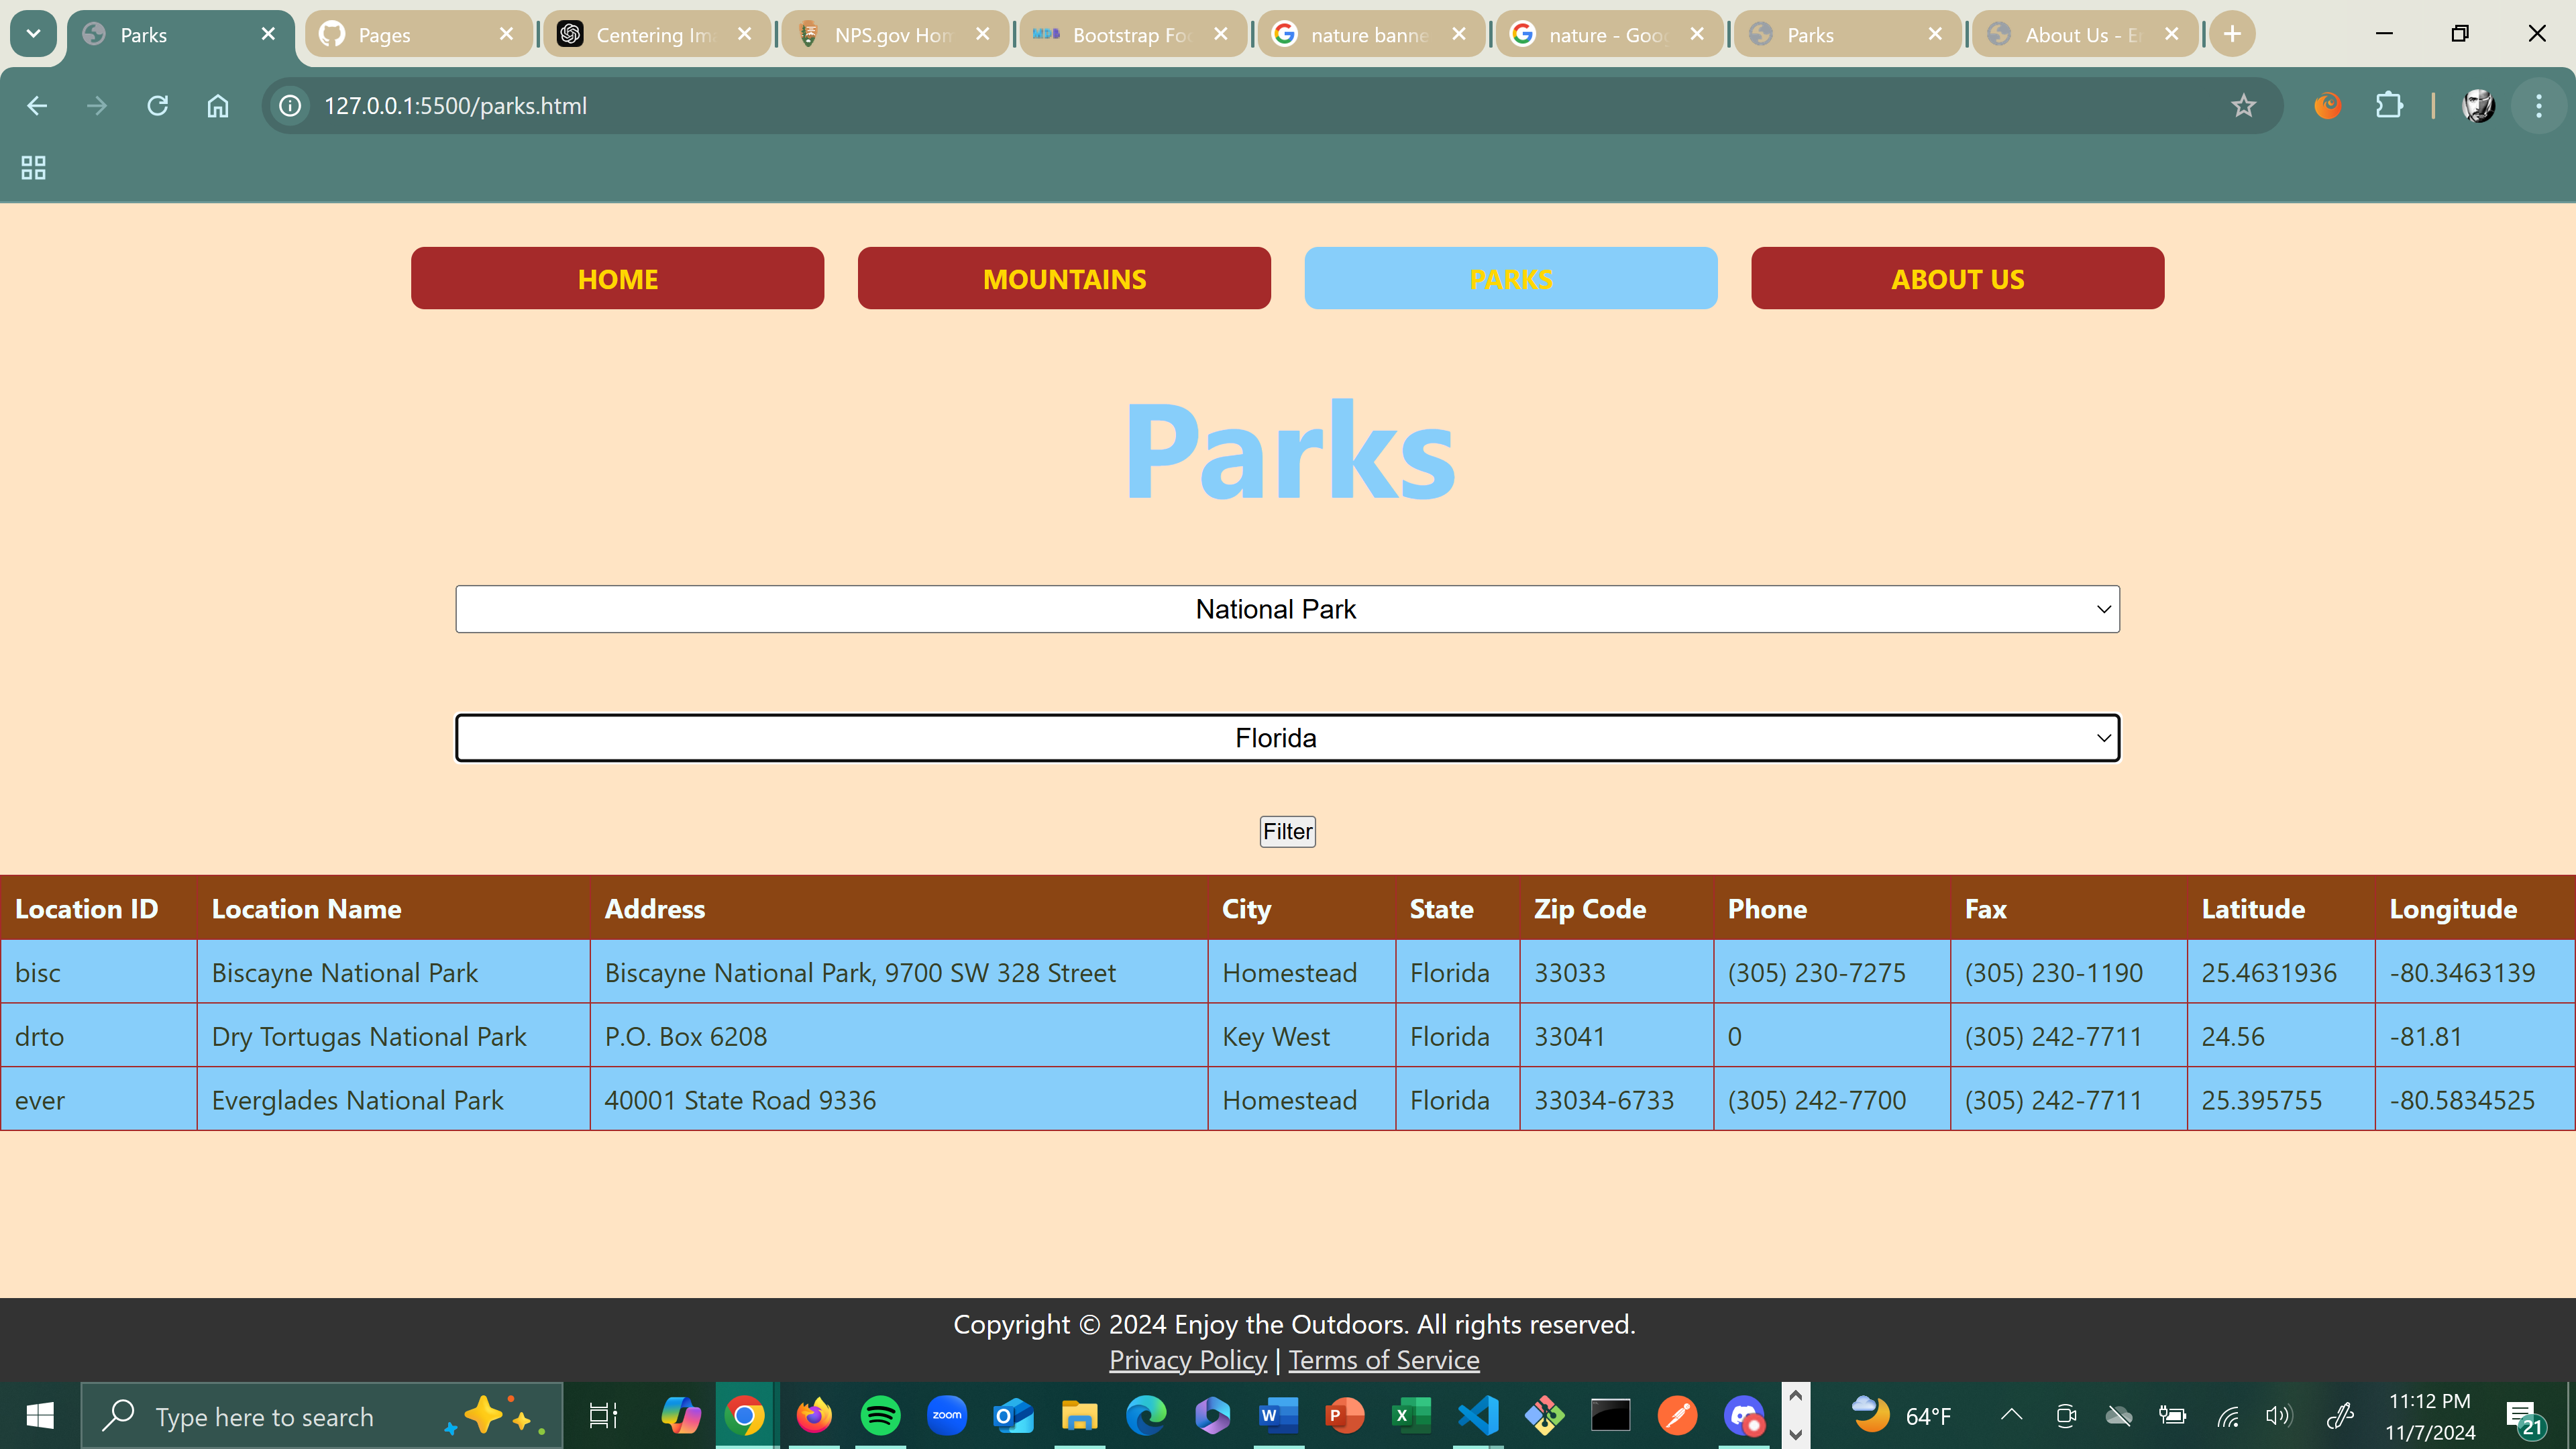 Parks Pages Centering Ima NPS.gov Hom Bootstrap Foo nature banne nature - Goog Parks About Us - E
127.0.0.1:5500/parks.html
HOME MOUNTAINS PARKS ABOUT US
Parks
National Park
Florida
Filter
Location ID Location Name Address City State Zip Code Phone Fax Latitude Longitude
bisc Biscayne National Park Biscayne National Park, 9700 SW 328 Street Homestead Florida 33033 (305) 230-7275 (305) 230-1190 25.4631936 -80.3463139
drto Dry Tortugas National Park P.O. Box 6208 Key West Florida 33041 0 (305) 242-7711 24.56 -81.81
ever Everglades National Park 40001 State Road 9336 Homestead Florida 33034-6733 (305) 242-7700 (305) 242-7711 25.395755 -80.5834525
Copyright © 2024 Enjoy the Outdoors. All rights reserved.
Privacy Policy | Terms of Service
Type here to search zoom 64°F 11:12 PM
11/7/2024 21